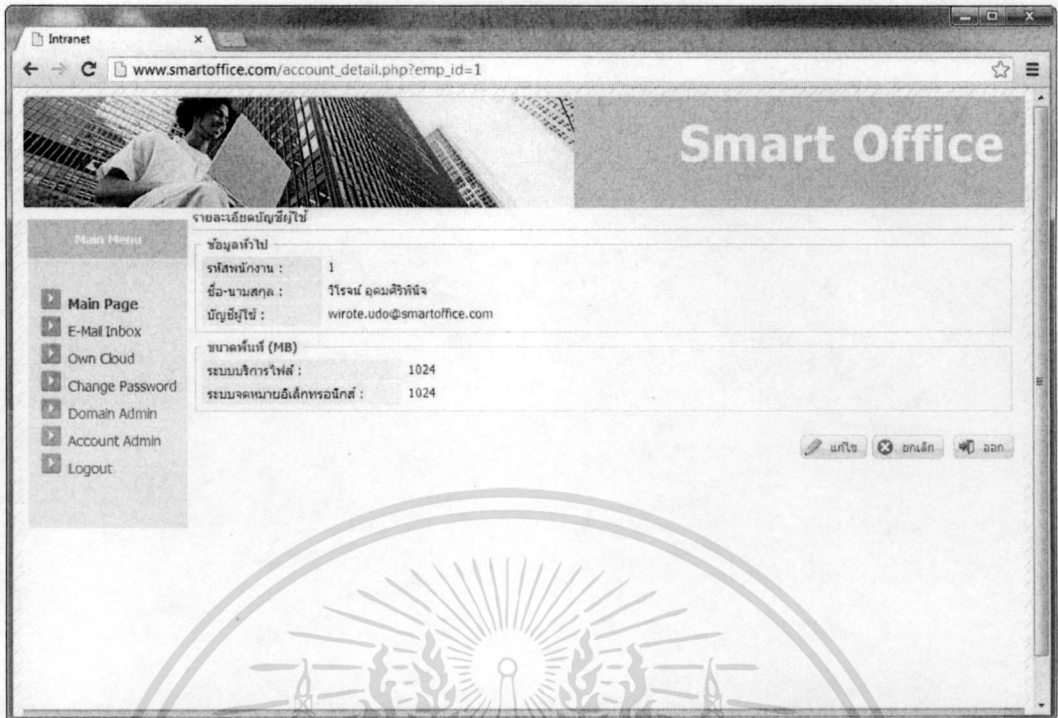 Intranet
www.smartoffice.com/account_detail.php?emp_id=1
Smart Office
Main Menu
Main Page
E-Mail Inbox
Own Cloud
Change Password
Domain Admin
Account Admin
Logout
รายละเอียดบัญชีผู้ใช้
ข้อมูลทั่วไป
รหัสพนักงาน : 1
ชื่อ-นามสกุล : วิโรจน์ อุดมศิริพินิจ
บัญชีผู้ใช้ : wirote.udo@smartoffice.com
ขนาดพื้นที่ (MB)
ระบบบริการไฟล์ : 1024
ระบบจดหมายอิเล็กทรอนิกส์ : 1024
แก้ไข ยกเลิก ออก